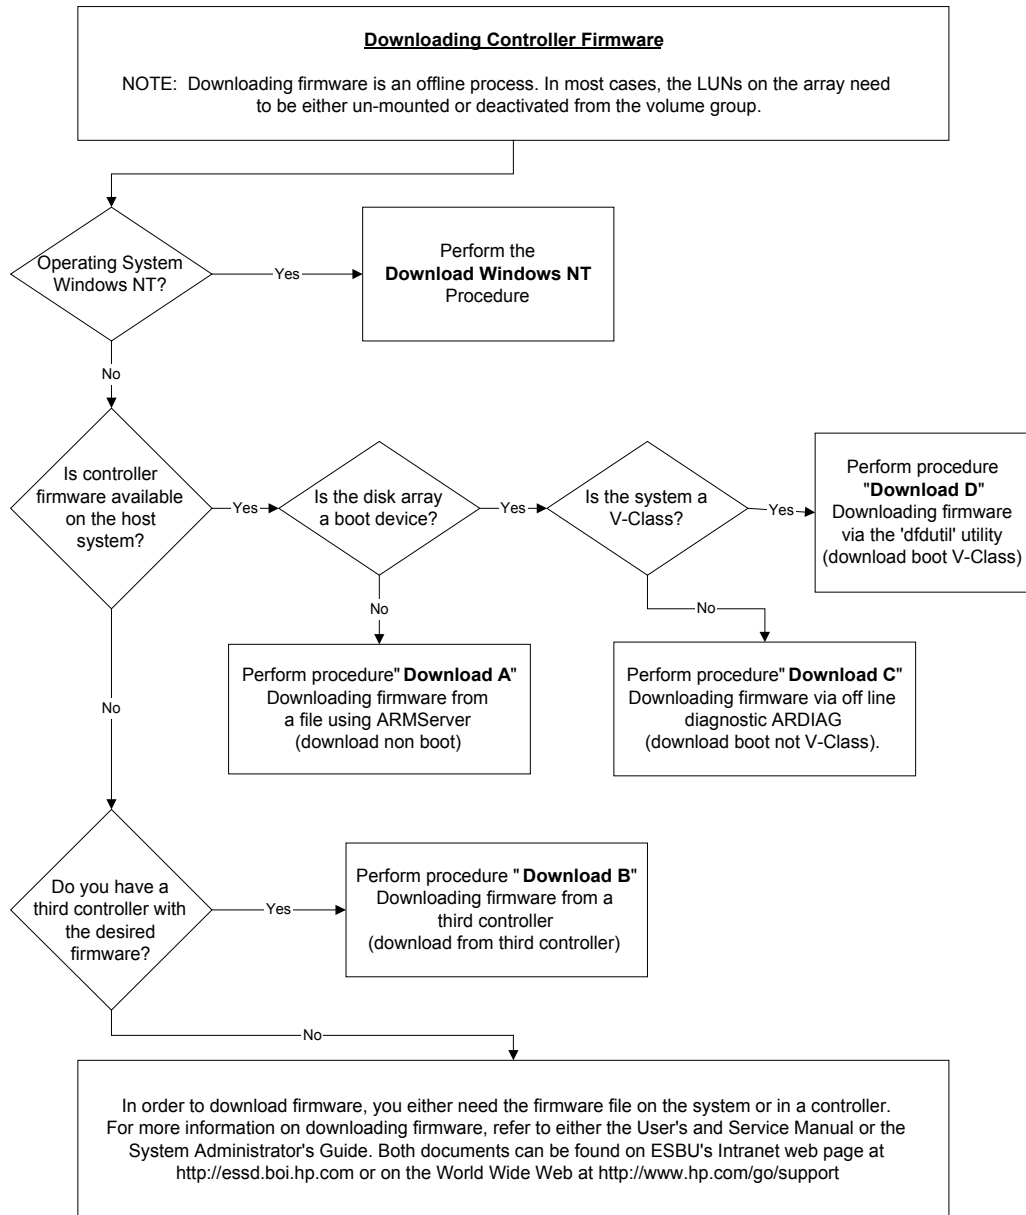 Downloading Controller Firmware
NOTE:  Downloading firmware is an offline process. In most cases, the LUNs on the array need
to be either un-mounted or deactivated from the volume group.
Operating System
Windows NT?
Yes
Perform the
Download Windows NT
Procedure
No
Is controller
firmware available
on the host
system?
Yes
Is the disk array
a boot device?
Yes
Is the system a
V-Class?
Yes
Perform procedure
"Download D"
Downloading firmware
via the 'dfdutil' utility
(download boot V-Class)
No
Perform procedure" Download A"
Downloading firmware from
a file using ARMServer
(download non boot)
No
Perform procedure" Download C"
Downloading firmware via off line
diagnostic ARDIAG
(download boot not V-Class).
No
Do you have a
third controller with
the desired
firmware?
Yes
Perform procedure " Download B"
Downloading firmware from a
third controller
(download from third controller)
No
In order to download firmware, you either need the firmware file on the system or in a controller.
For more information on downloading firmware, refer to either the User's and Service Manual or the
System Administrator's Guide. Both documents can be found on ESBU's Intranet web page at
http://essd.boi.hp.com or on the World Wide Web at http://www.hp.com/go/support